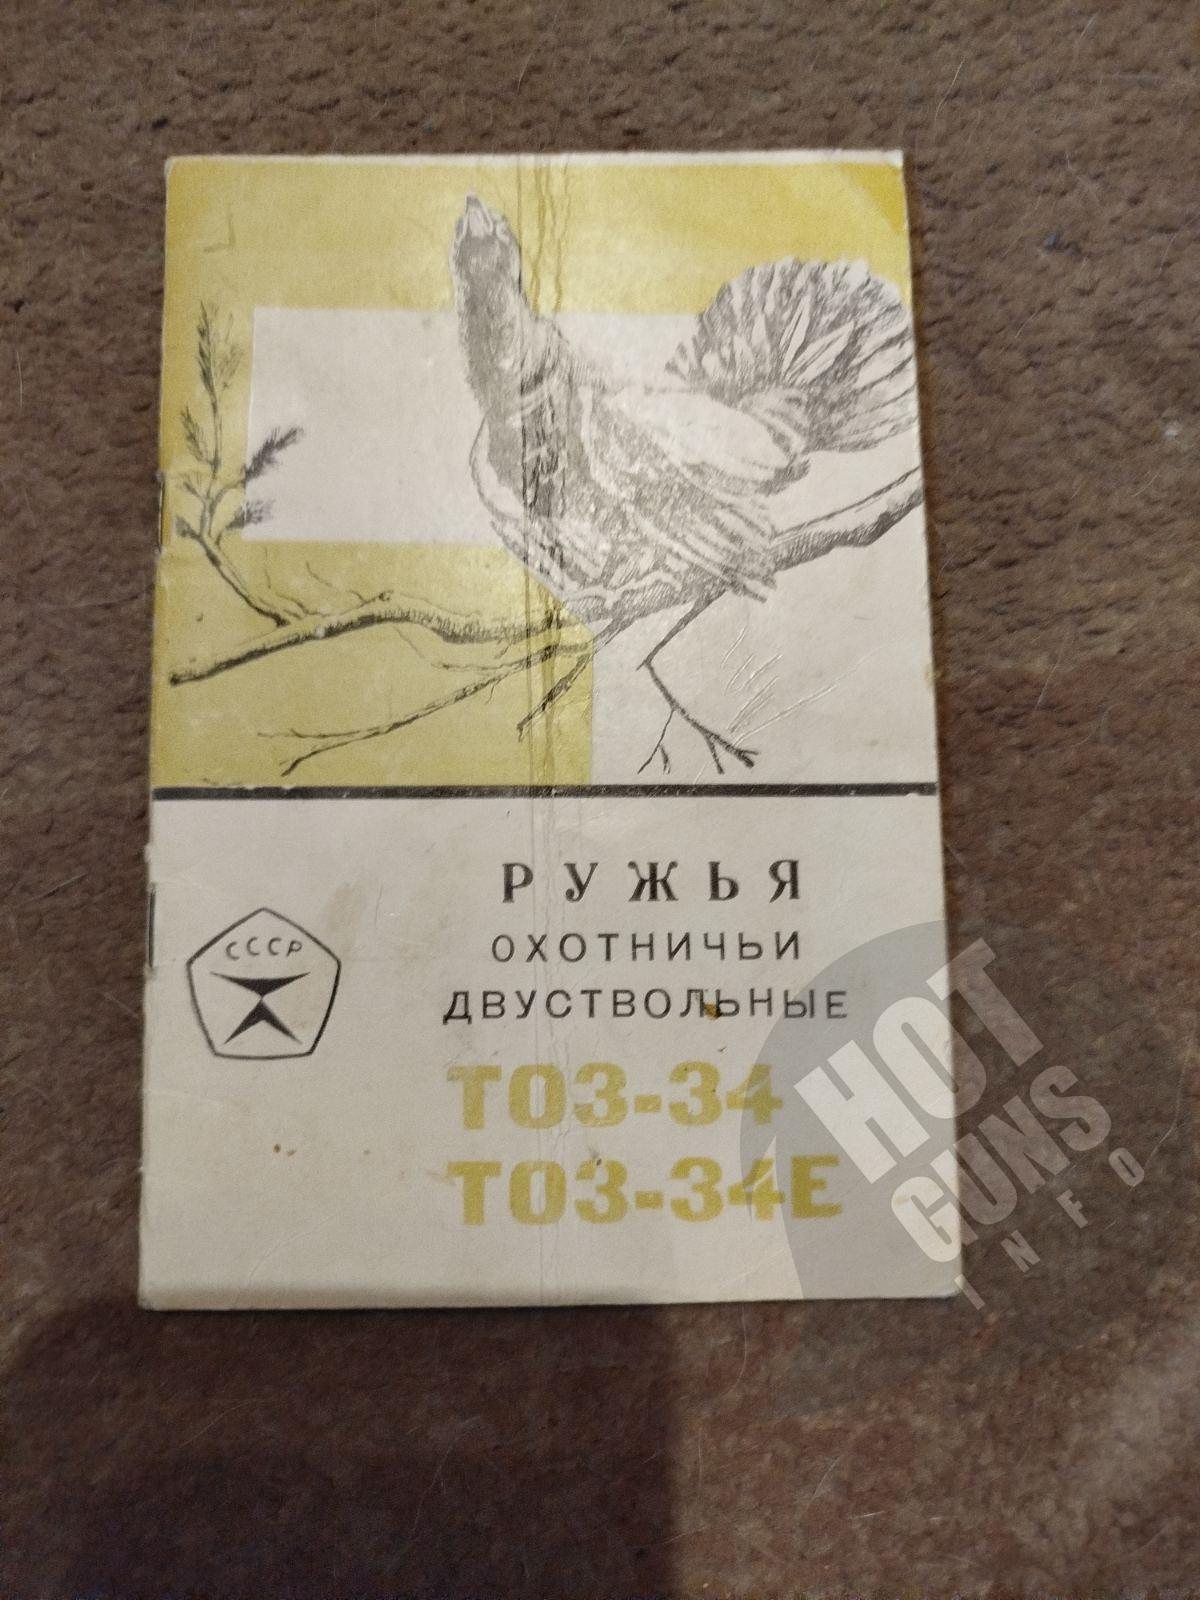 СССР
РУЖЬЯ
ОХОТНИЧЬИ
ДВУСТВОЛЬНЫЕ
ТОЗ-34
ТОЗ-34Е
HOT
GUNS
INFO